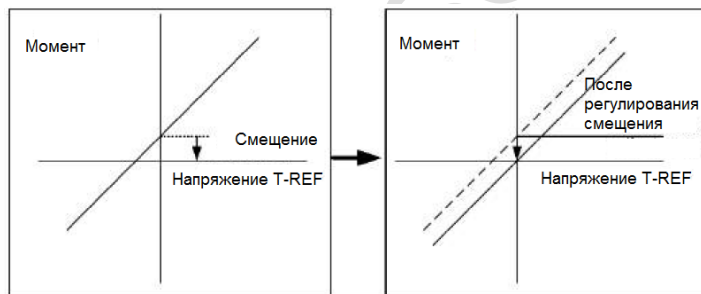 Момент
Смещение
Напряжение T-REF
Момент
После
регулирования
смещения
Напряжение T-REF